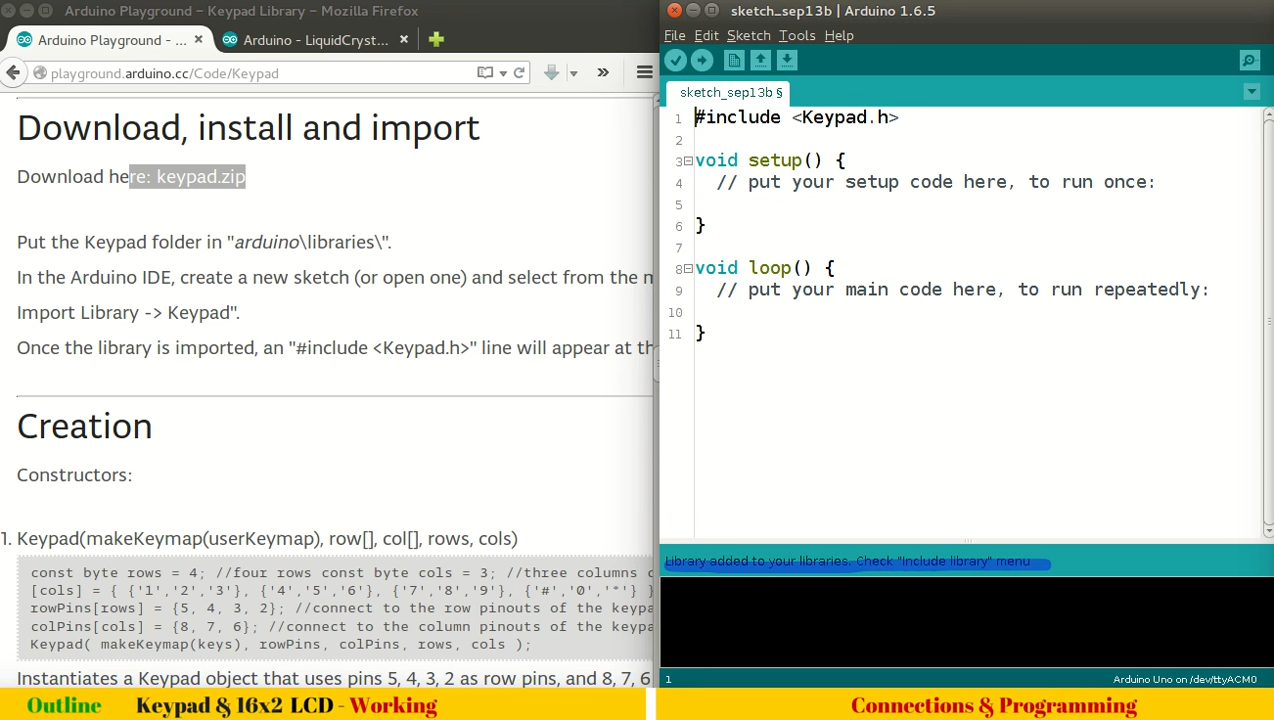 Arduino Playground - Keypad Library - Mozilla Firefox
Arduino Playground - ...
Arduino - LiquidCryst...
playground.arduino.cc/Code/Keypad
Download, install and import
Download here: keypad.zip
Put the Keypad folder in "arduino\libraries\".
In the Arduino IDE, create a new sketch (or open one) and select from the m
Import Library -> Keypad".
Once the library is imported, an "#include <Keypad.h>" line will appear at th
Creation
Constructors:
1. Keypad(makeKeymap(userKeymap), row[], col[], rows, cols)
const byte rows = 4; //four rows const byte cols = 3; //three columns c
[cols] = { {'1','2','3'}, {'4','5','6'}, {'7','8','9'}, {'#','0','*'} }
rowPins[rows] = {5, 4, 3, 2}; //connect to the row pinouts of the keypa
colPins[cols] = {8, 7, 6}; //connect to the column pinouts of the keypa
Keypad( makeKeymap(keys), rowPins, colPins, rows, cols );
Instantiates a Keypad object that uses pins 5, 4, 3, 2 as row pins, and 8, 7, 6
sketch_sep13b | Arduino 1.6.5
File Edit Sketch Tools Help
sketch_sep13b §
1 #include <Keypad.h>
2
3 void setup() {
4 // put your setup code here, to run once:
5
6 }
7
8 void loop() {
9 // put your main code here, to run repeatedly:
10
11 }
Library added to your libraries. Check "Include library" menu
1
Arduino Uno on /dev/ttyACM0
Outline Keypad & 16x2 LCD - Working
Connections & Programming